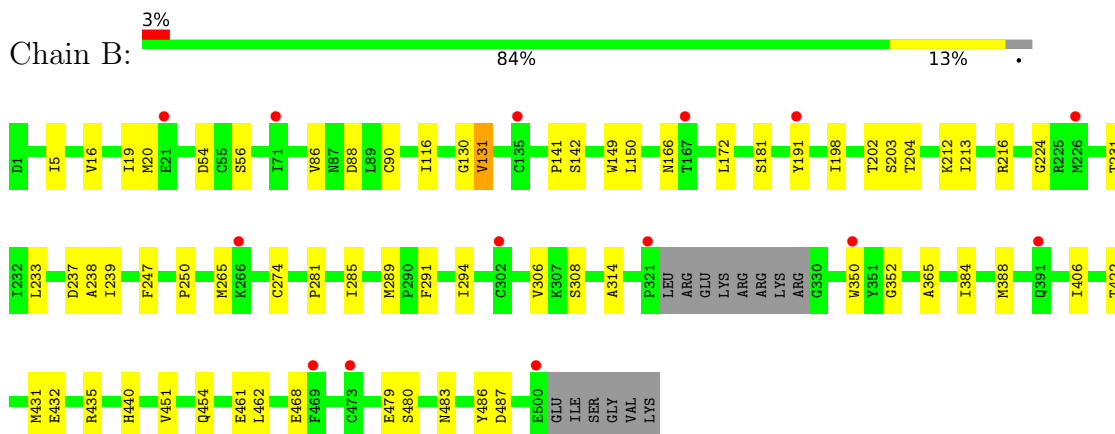 3%
Chain B:
84% 13% •
D1 I5 V16 I19 M20 E21 D54 C55 S56 I71 V86 N87 D88 L89 C90 I116 G130 V131 C135 P141 S142 W149 L150 N166 T167 L172 S181 Y191 I198 T202 S203 T204 K212 I213 R216 G224 R225 M226 T231
I232 L233 D237 A238 I239 F247 P250 M265 K266 C274 P281 I285 M289 P290 F291 I294 C302 V306 K307 S308 A314 P321 LEU ARG GLU LYS ARG ARG LYS ARG G330 W350 Y351 G352 A365 I384 M388 Q391 I406
M431 E432 R435 H440 V451 Q454 E461 L462 E468 F469 C473 E479 S480 N483 Y486 D487 E500 GLU ILE SER GLY VAL LYS